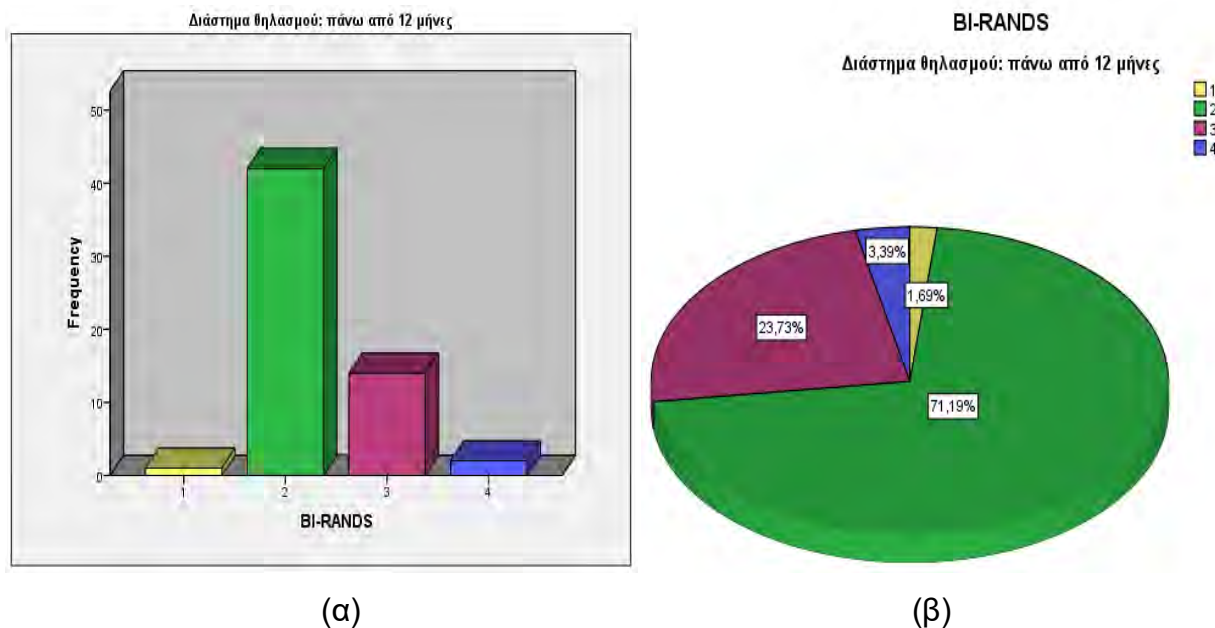 Διάστημα θηλασμού: πάνω από 12 μήνες
50
40
30
20
10
0
Frequency
1
2
3
4
BI-RANDS
(α)
BI-RANDS
Διάστημα θηλασμού: πάνω από 12 μήνες
1
2
3
4
3,39%
1,69%
23,73%
71,19%
(β)